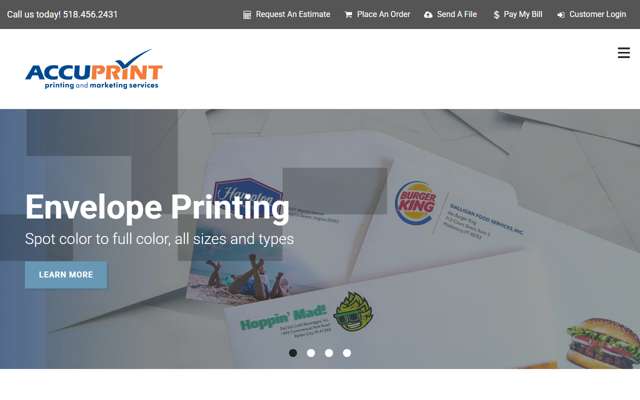 Call us today! 518.456.2431
Request An Estimate
Place An Order
Send A File
Pay My Bill
Customer Login
ACCUPRINT
printing and marketing services
Hampton
BURGER
KING
GALLIGAN FOOD SERVICES, INC.
Envelope Printing
Spot color to full color, all sizes and types
LEARN MORE
Hoppin' Mad!